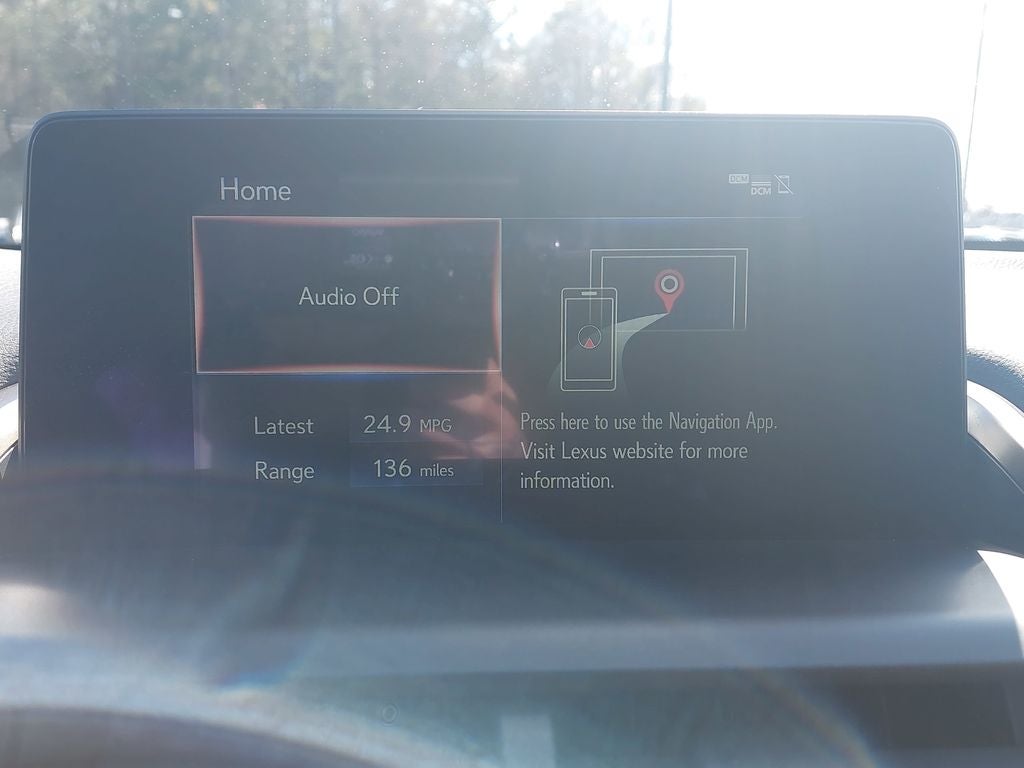 Home
DCM
DCM
Audio Off
Latest 24.9 MPG
Range 136 miles
Press here to use the Navigation App.
Visit Lexus website for more
information.